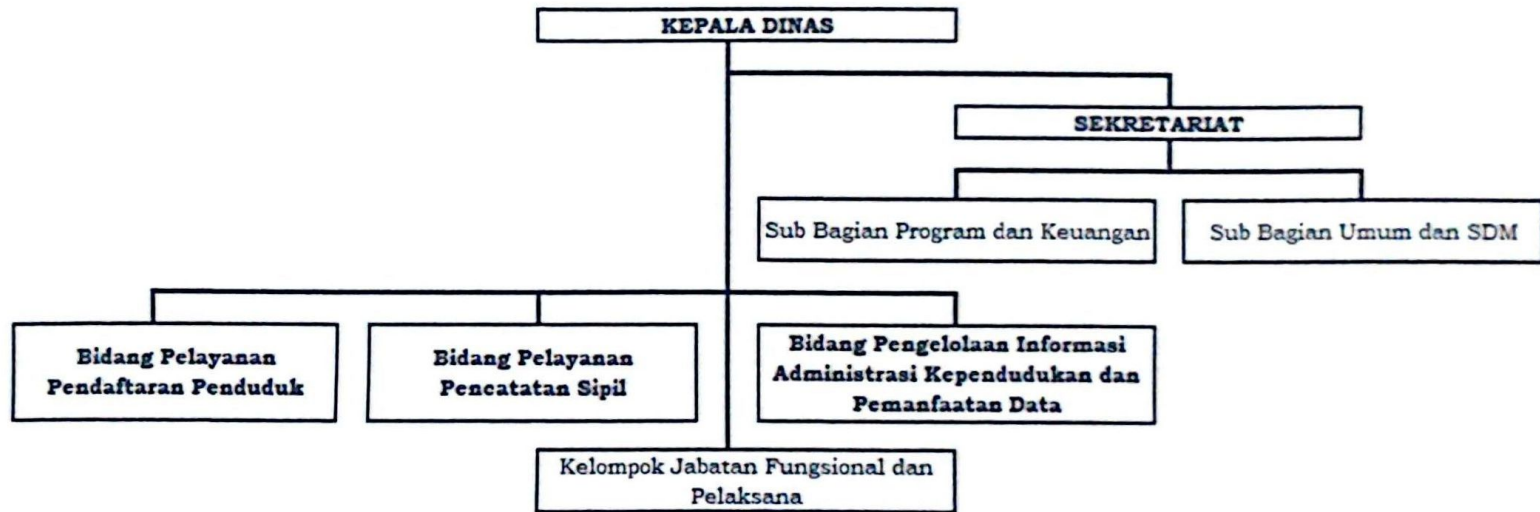 KEPALA DINAS
SEKRETARIAT
Sub Bagian Program dan Keuangan
Sub Bagian Umum dan SDM
Bidang Pelayanan
Pendaftaran Penduduk
Bidang Pelayanan
Pencatatan Sipil
Bidang Pengelolaan Informasi
Administrasi Kependudukan dan
Pemanfaatan Data
Kelompok Jabatan Fungsional dan
Pelaksana